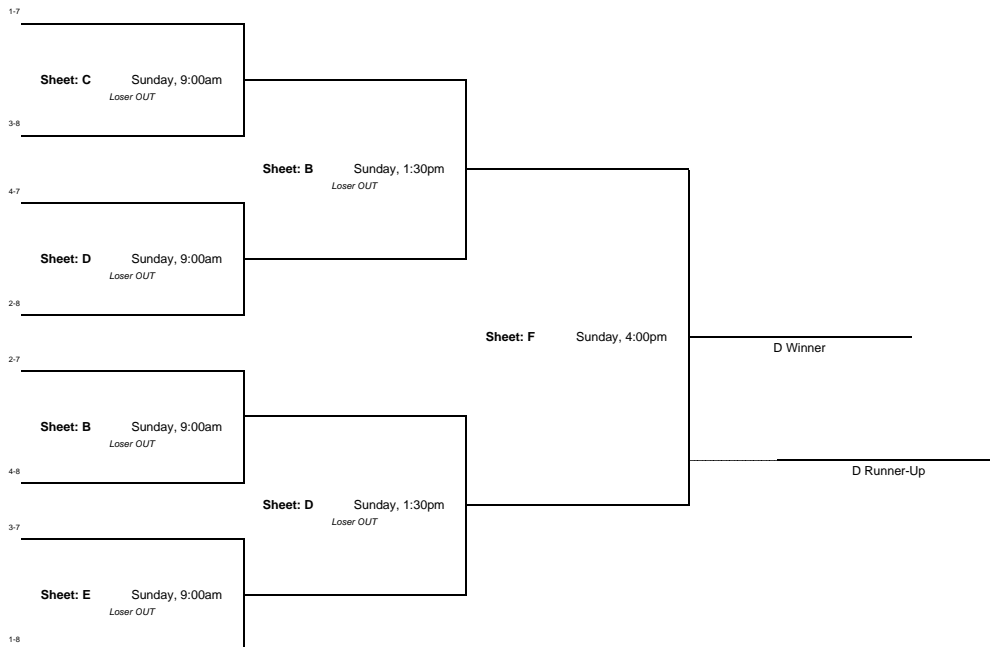 1-7
Sheet: C Sunday, 9:00am
Loser OUT
3-8
Sheet: B Sunday, 1:30pm
Loser OUT
4-7
Sheet: D Sunday, 9:00am
Loser OUT
2-8
Sheet: F Sunday, 4:00pm
D Winner
2-7
Sheet: B Sunday, 9:00am
Loser OUT
4-8
D Runner-Up
Sheet: D Sunday, 1:30pm
Loser OUT
3-7
Sheet: E Sunday, 9:00am
Loser OUT
1-8